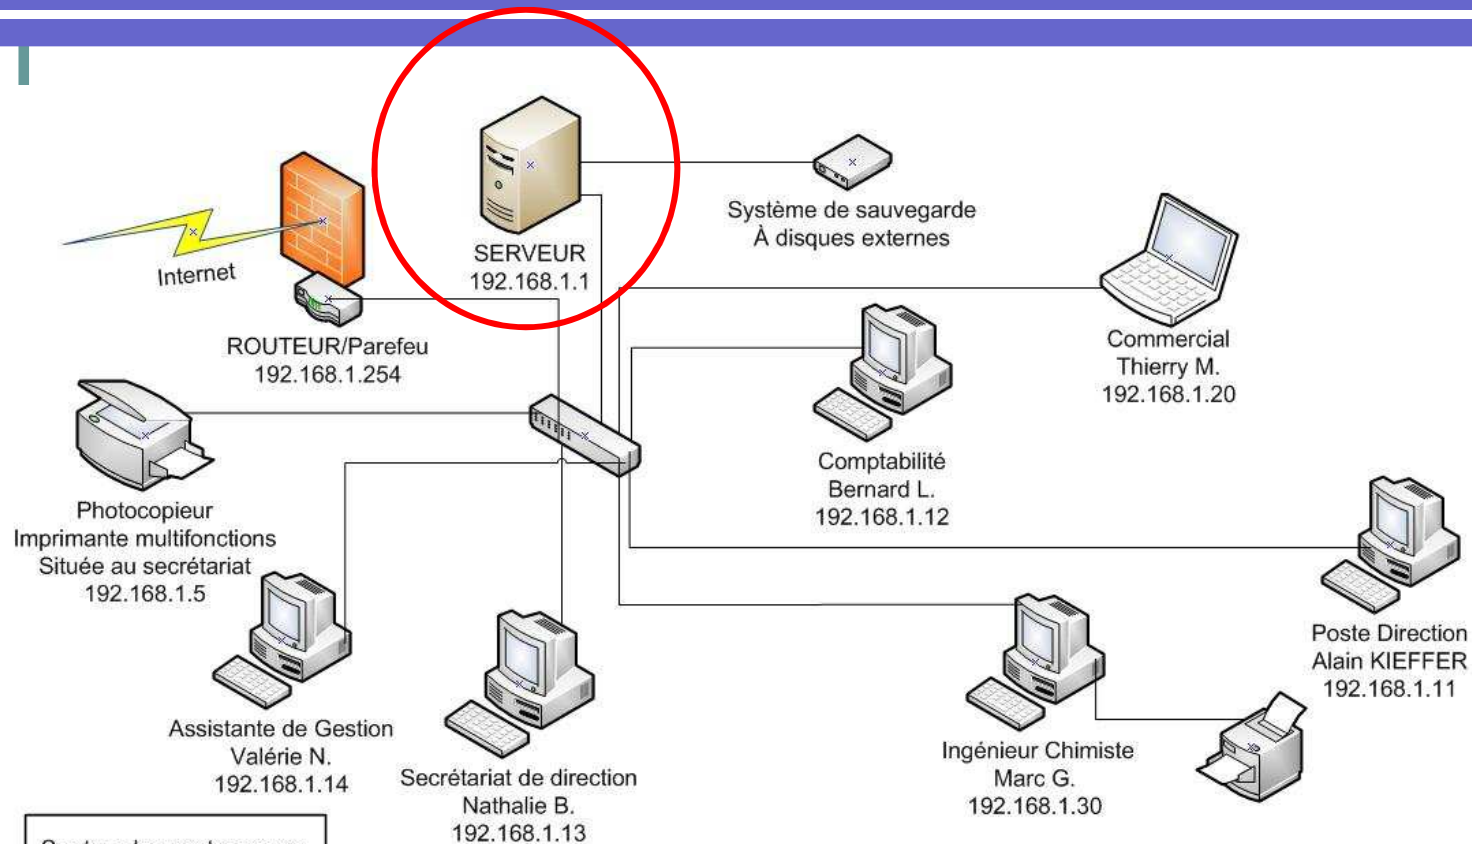 SERVEUR
192.168.1.1
Système de sauvegarde
À disques externes
Internet
ROUTEUR/Parefeu
192.168.1.254
Commercial
Thierry M.
192.168.1.20
Comptabilité
Bernard L.
192.168.1.12
Photocopieur
Imprimante multifonctions
Située au secrétariat
192.168.1.5
Poste Direction
Alain KIEFFER
192.168.1.11
Assistante de Gestion
Valérie N.
192.168.1.14
Secrétariat de direction
Nathalie B.
192.168.1.13
Ingénieur Chimiste
Marc G.
192.168.1.30